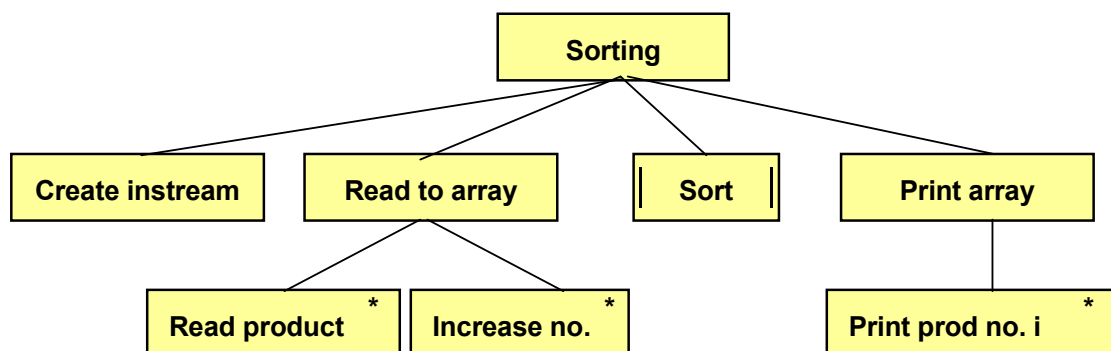 Sorting
Create instream
Read to array
Sort
Print array
Read product *
Increase no. *
Print prod no. i *